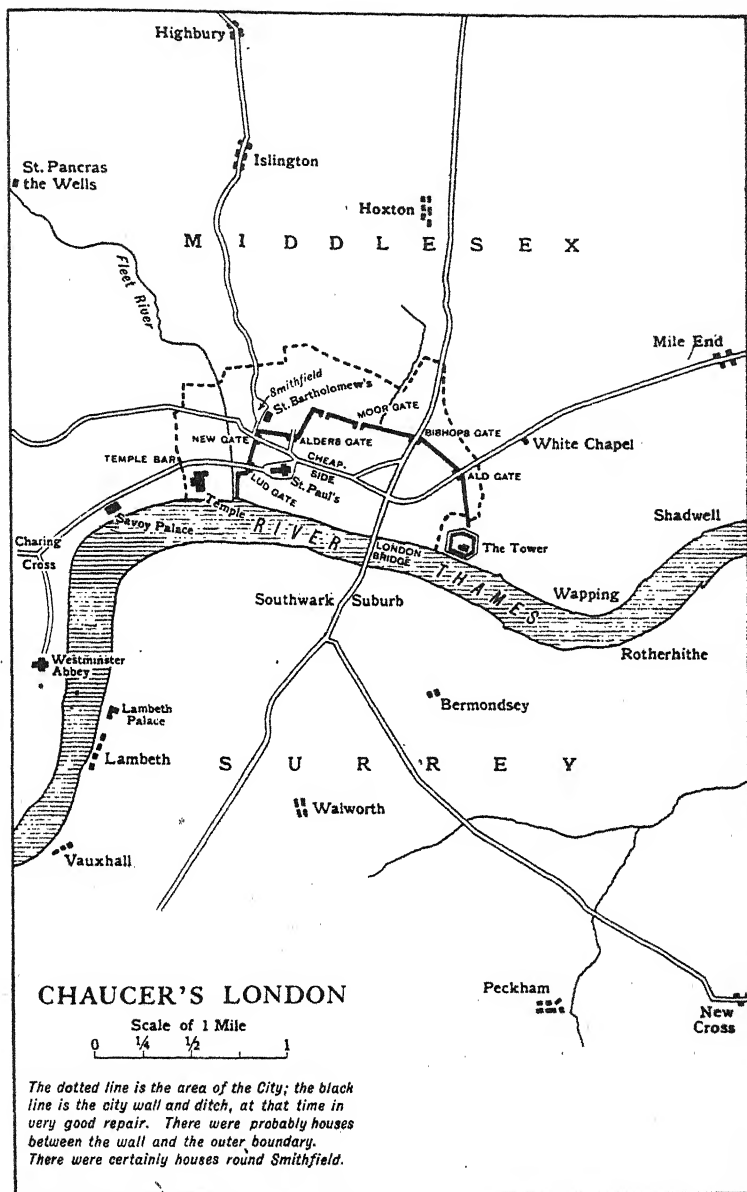 Highbury
Islington
St. Pancras
the Wells
Hoxton
MIDDLESEX
Fleet River
Mile End
Smithfield
St. Bartholomew's
MOOR GATE
NEW GATE
ALDERS GATE
BISHOPS GATE
White Chapel
TEMPLE BAR
CHEAP-
SIDE
ALD GATE
LUD GATE
St. Paul's
Temple
Savoy Palace
Shadwell
Charing
Cross
RIVER THAMES
LONDON
BRIDGE
The Tower
Wapping
Southwark Suburb
Rotherhithe
Westminster
Abbey
Bermondsey
Lambeth
Palace
Lambeth
SURREY
Walworth
Vauxhall
Peckham
New
Cross
CHAUCER'S LONDON
Scale of 1 Mile
0 ¼ ½ 1
The dotted line is the area of the City; the black
line is the city wall and ditch, at that time in
very good repair. There were probably houses
between the wall and the outer boundary.
There were certainly houses round Smithfield.